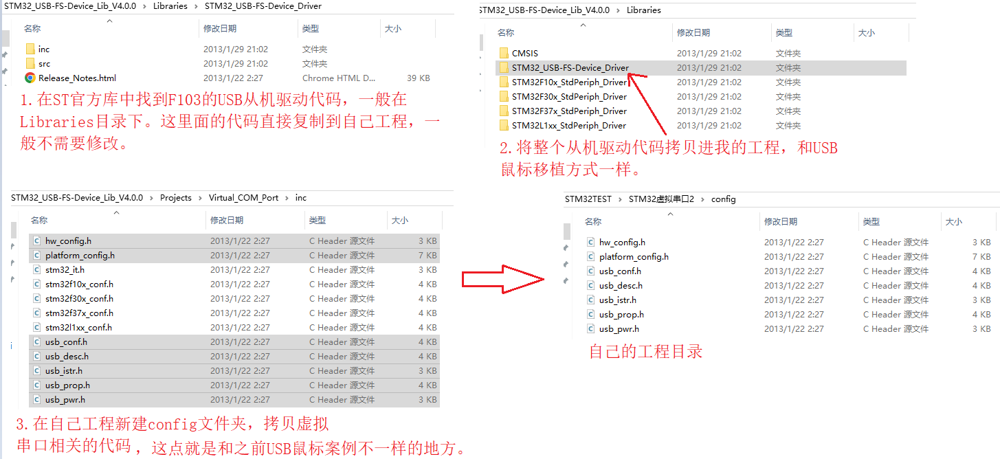 STM32_USB-FS-Device_Lib_V4.0.0 › Libraries › STM32_USB-FS-Device_Driver
名称 修改日期 类型 大小
inc 2013/1/29 21:02 文件夹
src 2013/1/29 21:02 文件夹
Release_Notes.html 2013/1/22 2:27 Chrome HTML D... 39 KB
1.在ST官方库中找到F103的USB从机驱动代码，一般在
Libraries目录下。这里面的代码直接复制到自己工程，一
般不需要修改。
STM32_USB-FS-Device_Lib_V4.0.0 › Libraries
名称 修改日期 类型 大小
CMSIS 2013/1/29 21:02 文件夹
STM32_USB-FS-Device_Driver 2013/1/29 21:02 文件夹
STM32F10x_StdPeriph_Driver 2013/1/29 21:02 文件夹
STM32F30x_StdPeriph_Driver 2013/1/29 21:02 文件夹
STM32F37x_StdPeriph_Driver 2013/1/29 21:02 文件夹
STM32L1xx_StdPeriph_Driver 2013/1/29 21:02 文件夹
2.将整个从机驱动代码拷贝进我的工程，和USB
鼠标移植方式一样。
STM32_USB-FS-Device_Lib_V4.0.0 › Projects › Virtual_COM_Port › inc
名称 修改日期 类型 大小
hw_config.h 2013/1/22 2:27 C Header 源文件 3 KB
platform_config.h 2013/1/22 2:27 C Header 源文件 7 KB
stm32_it.h 2013/1/22 2:27 C Header 源文件 3 KB
stm32f10x_conf.h 2013/1/22 2:27 C Header 源文件 4 KB
stm32f30x_conf.h 2013/1/22 2:27 C Header 源文件 4 KB
stm32f37x_conf.h 2013/1/22 2:27 C Header 源文件 4 KB
stm32l1xx_conf.h 2013/1/22 2:27 C Header 源文件 4 KB
usb_conf.h 2013/1/22 2:27 C Header 源文件 4 KB
usb_desc.h 2013/1/22 2:27 C Header 源文件 4 KB
usb_istr.h 2013/1/22 2:27 C Header 源文件 3 KB
usb_prop.h 2013/1/22 2:27 C Header 源文件 4 KB
usb_pwr.h 2013/1/22 2:27 C Header 源文件 3 KB
3.在自己工程新建config文件夹，拷贝虚拟
串口相关的代码，这点就是和之前USB鼠标案例不一样的地方。
STM32TEST › STM32虚拟串口2 › config
名称 修改日期 类型 大小
hw_config.h 2013/1/22 2:27 C Header 源文件 3 KB
platform_config.h 2013/1/22 2:27 C Header 源文件 7 KB
usb_conf.h 2013/1/22 2:27 C Header 源文件 4 KB
usb_desc.h 2013/1/22 2:27 C Header 源文件 4 KB
usb_istr.h 2013/1/22 2:27 C Header 源文件 3 KB
usb_prop.h 2013/1/22 2:27 C Header 源文件 4 KB
usb_pwr.h 2013/1/22 2:27 C Header 源文件 3 KB
自己的工程目录